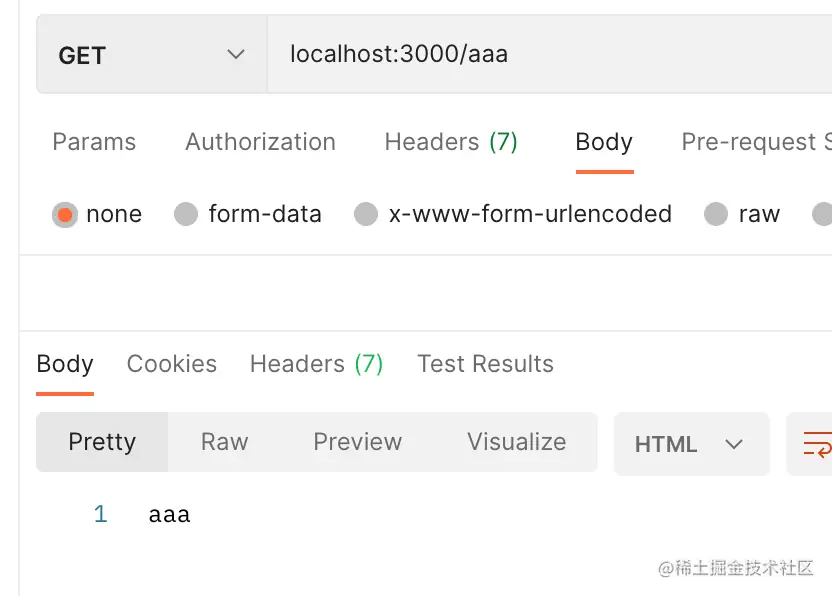 GET localhost:3000/aaa
Params Authorization Headers (7) Body Pre-request S
none form-data x-www-form-urlencoded raw
Body Cookies Headers (7) Test Results
Pretty Raw Preview Visualize HTML
1 aaa
@稀土掘金技术社区